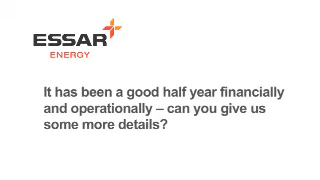 ESSAR
ENERGY
It has been a good half year financially
and operationally – can you give us
some more details?